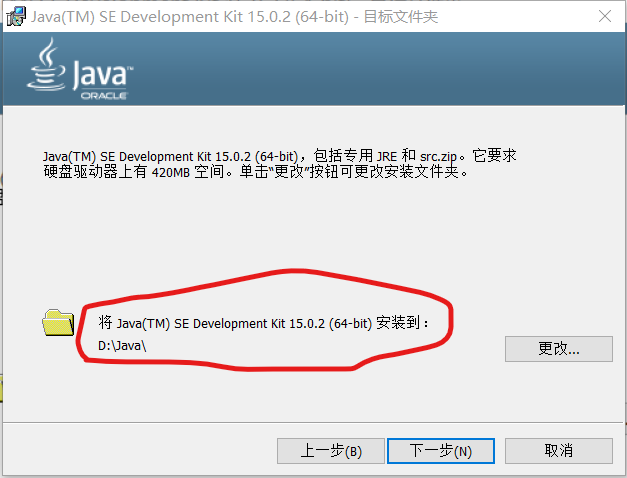 Java(TM) SE Development Kit 15.0.2 (64-bit) - 目标文件夹
Java™
ORACLE
Java(TM) SE Development Kit 15.0.2 (64-bit)，包括专用 JRE 和 src.zip。它要求
硬盘驱动器上有 420MB 空间。单击“更改”按钮可更改安装文件夹。
将 Java(TM) SE Development Kit 15.0.2 (64-bit) 安装到：
D:\Java\
更改...
上一步(B)
下一步(N)
取消